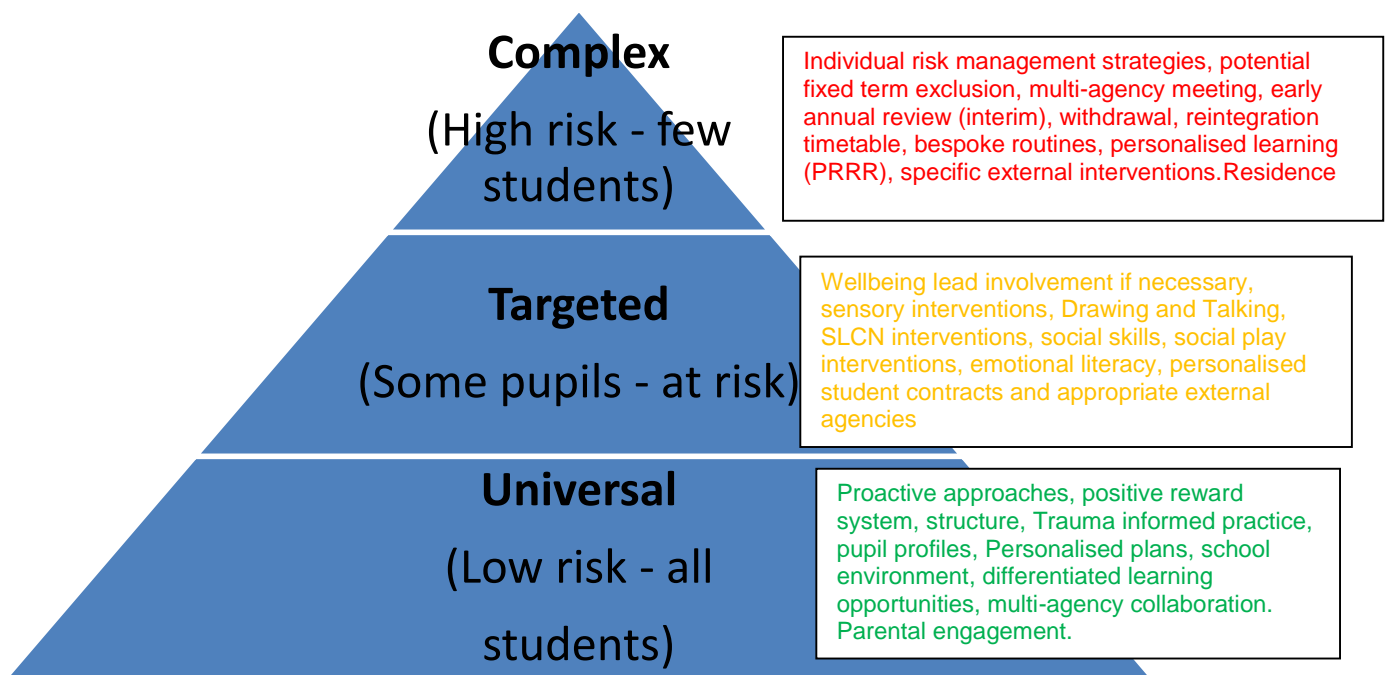 Complex
(High risk - few
students)
Individual risk management strategies, potential
fixed term exclusion, multi-agency meeting, early
annual review (interim), withdrawal, reintegration
timetable, bespoke routines, personalised learning
(PRRR), specific external interventions.Residence
Targeted
(Some pupils - at risk)
Wellbeing lead involvement if necessary,
sensory interventions, Drawing and Talking,
SLCN interventions, social skills, social play
interventions, emotional literacy, personalised
student contracts and appropriate external
agencies
Universal
(Low risk - all
students)
Proactive approaches, positive reward
system, structure, Trauma informed practice,
pupil profiles, Personalised plans, school
environment, differentiated learning
opportunities, multi-agency collaboration.
Parental engagement.